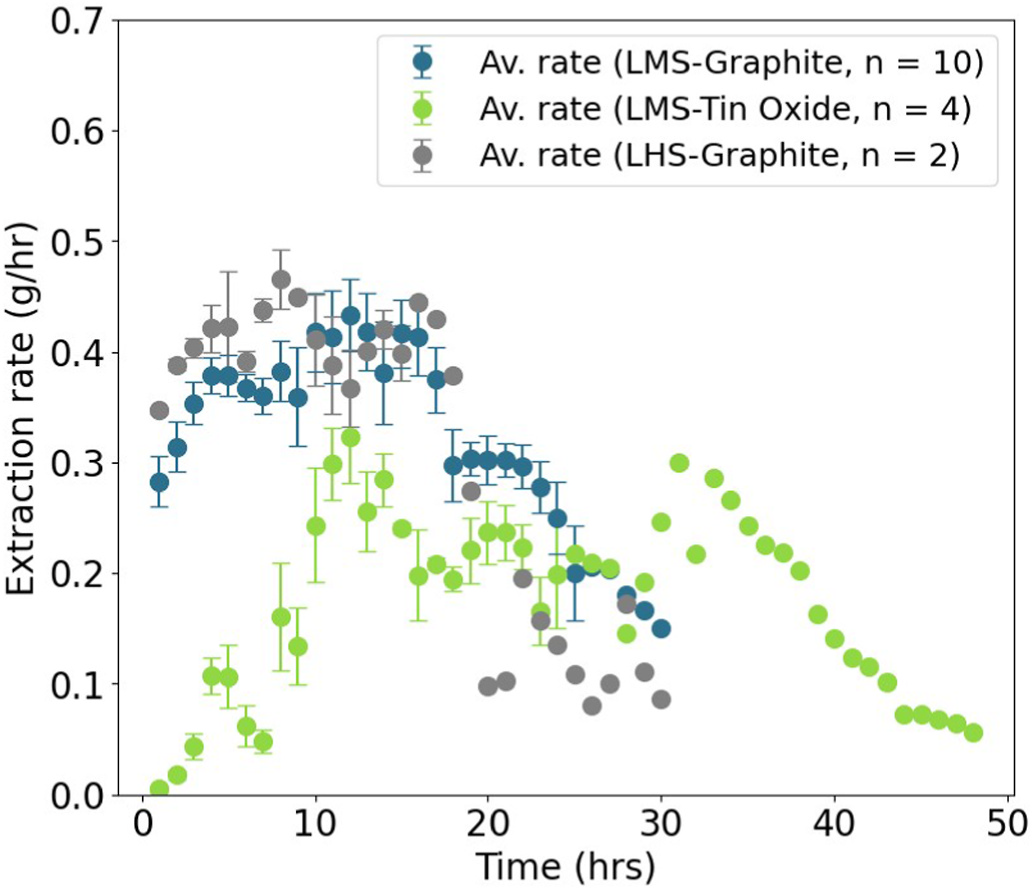 Av. rate (LMS-Graphite, n = 10)
Av. rate (LMS-Tin Oxide, n = 4)
Av. rate (LHS-Graphite, n = 2)
Extraction rate (g/hr)
0.7
0.6
0.5
0.4
0.3
0.2
0.1
0.0
0 10 20 30 40 50
Time (hrs)